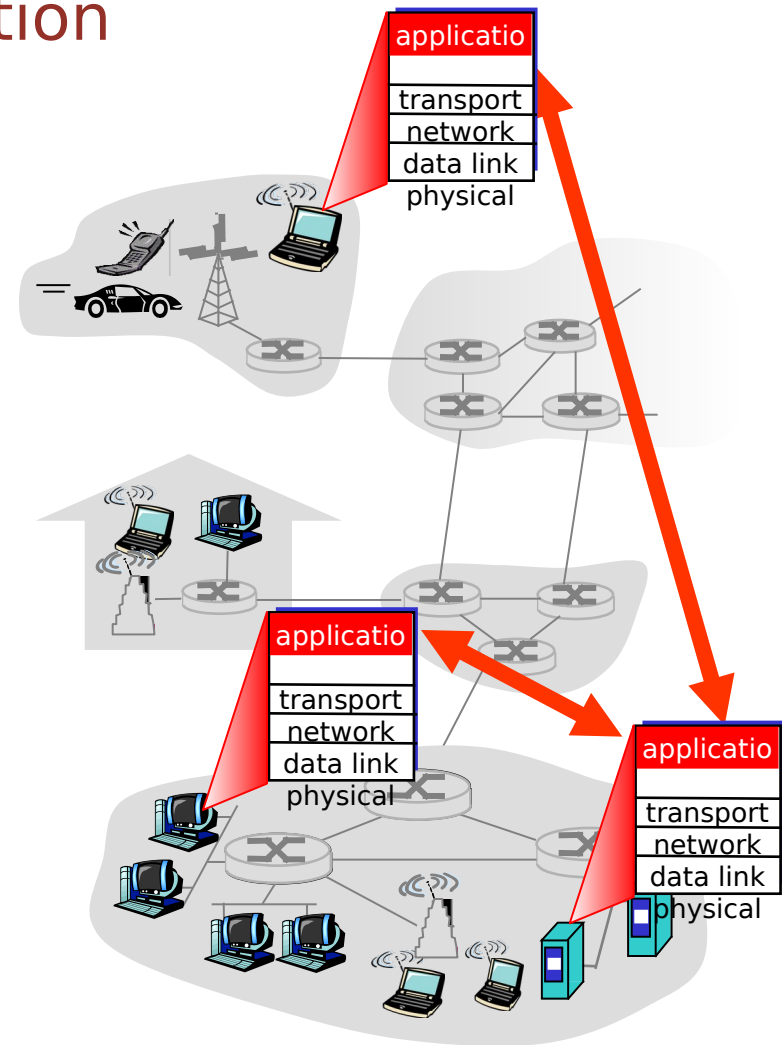 tion
applicatio
transport
network
data link
physical
applicatio
transport
network
data link
physical
applicatio
transport
network
data link
physical